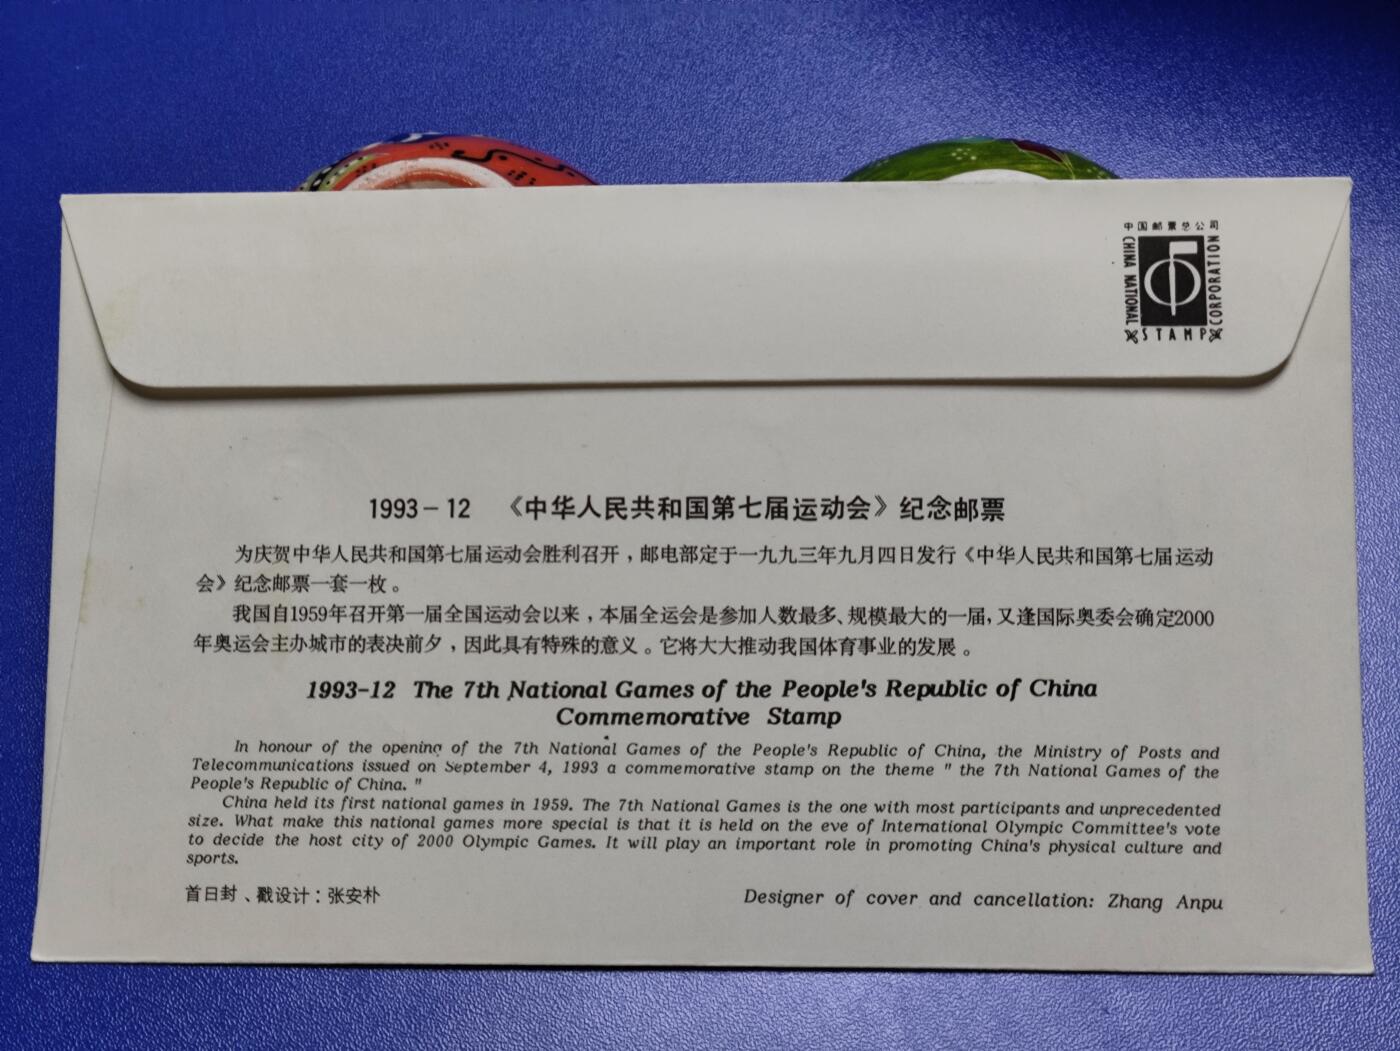 中国邮票总公司
CHINA NATIONAL
STAMP
CORPORATION
1993－12 《中华人民共和国第七届运动会》纪念邮票
为庆贺中华人民共和国第七届运动会胜利召开，邮电部定于一九九三年九月四日发行《中华人民共和国第七届运动
会》纪念邮票一套一枚。
我国自1959年召开第一届全国运动会以来，本届全运会是参加人数最多、规模最大的一届，又逢国际奥委会确定2000
年奥运会主办城市的表决前夕，因此具有特殊的意义。它将大大推动我国体育事业的发展。
1993-12 The 7th National Games of the People's Republic of China
Commemorative Stamp
In honour of the opening of the 7th National Games of the People's Republic of China, the Ministry of Posts and
Telecommunications issued on September 4, 1993 a commemorative stamp on the theme " the 7th National Games of the
People's Republic of China. "
China held its first national games in 1959. The 7th National Games is the one with most participants and unprecedented
size. What make this national games more special is that it is held on the eve of International Olympic Committee's vote
to decide the host city of 2000 Olympic Games. It will play an important role in promoting China's physical culture and
sports.
首日封、戳设计：张安朴
Designer of cover and cancellation: Zhang Anpu